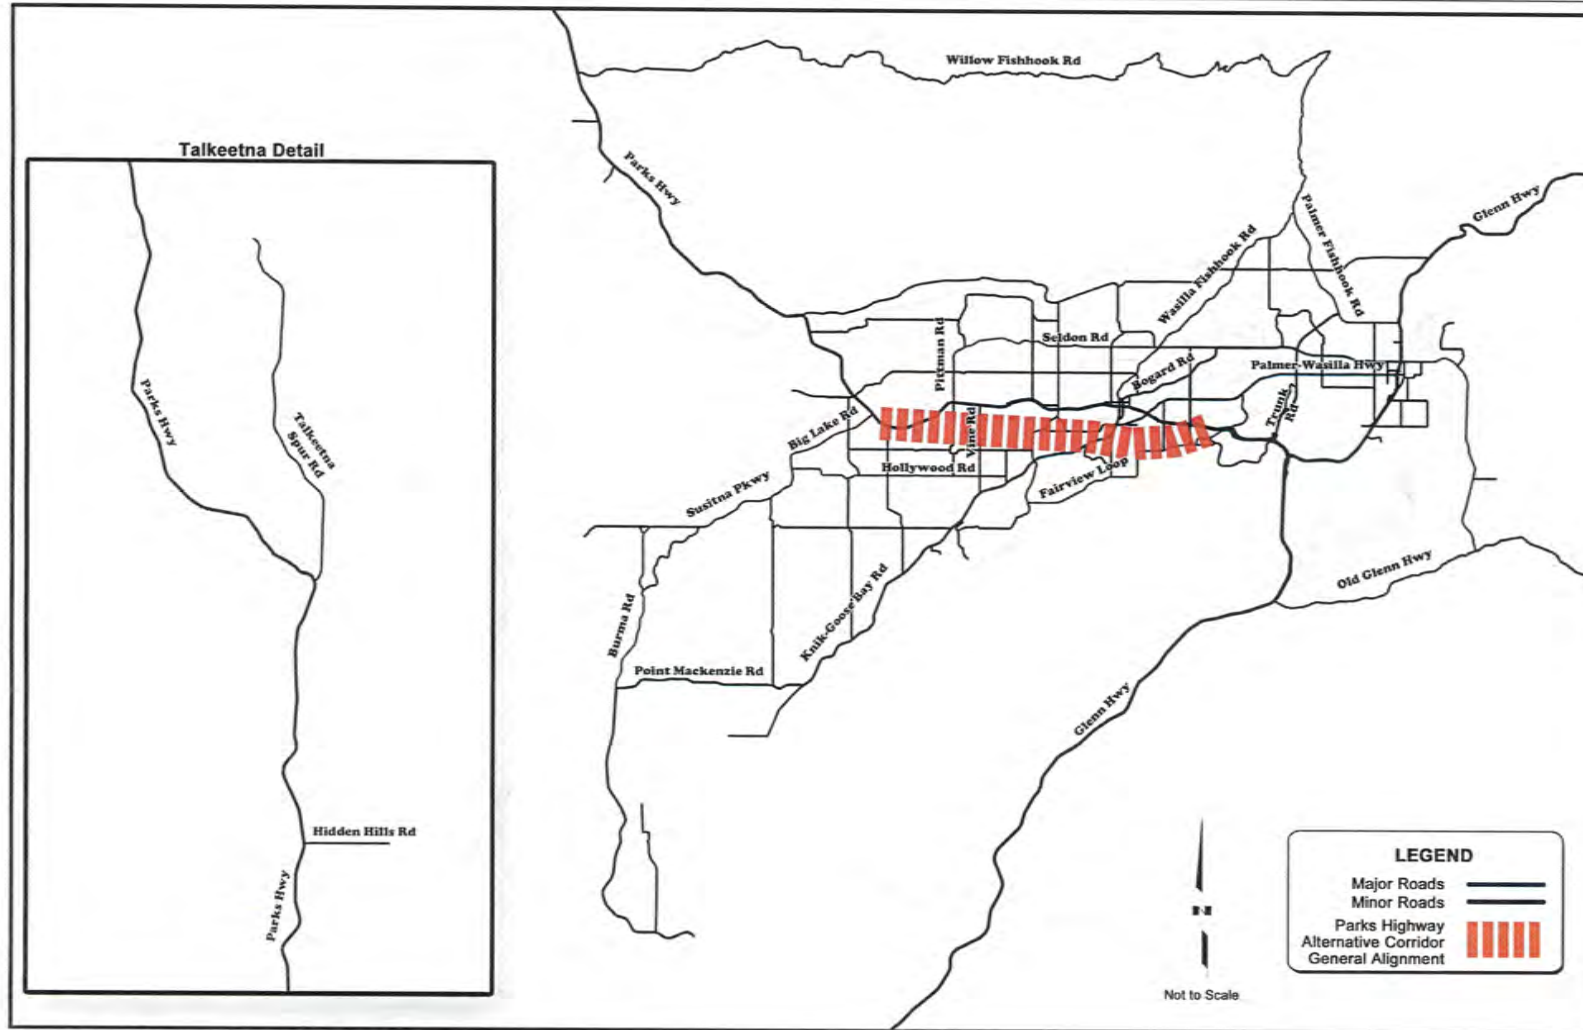 Willow Fishhook Rd
Talkeetna Detail
Parks Hwy
Glenn Hwy
Palmer Fishhook Rd
Wasilla Fishhook Rd
Pittman Rd
Seldon Rd
Bogard Rd
Palmer-Wasilla Hwy
Trunk
Rd
Parks Hwy
Talkeetna
Spur Rd
Big Lake Rd
Vine Rd
Hollywood Rd
Fairview Loop
Susitna Pkwy
Knik-Goose Bay Rd
Old Glenn Hwy
Burma Rd
Point Mackenzie Rd
Glenn Hwy
Hidden Hills Rd
Parks Hwy
N
Not to Scale
LEGEND
Major Roads
Minor Roads
Parks Highway
Alternative Corridor
General Alignment